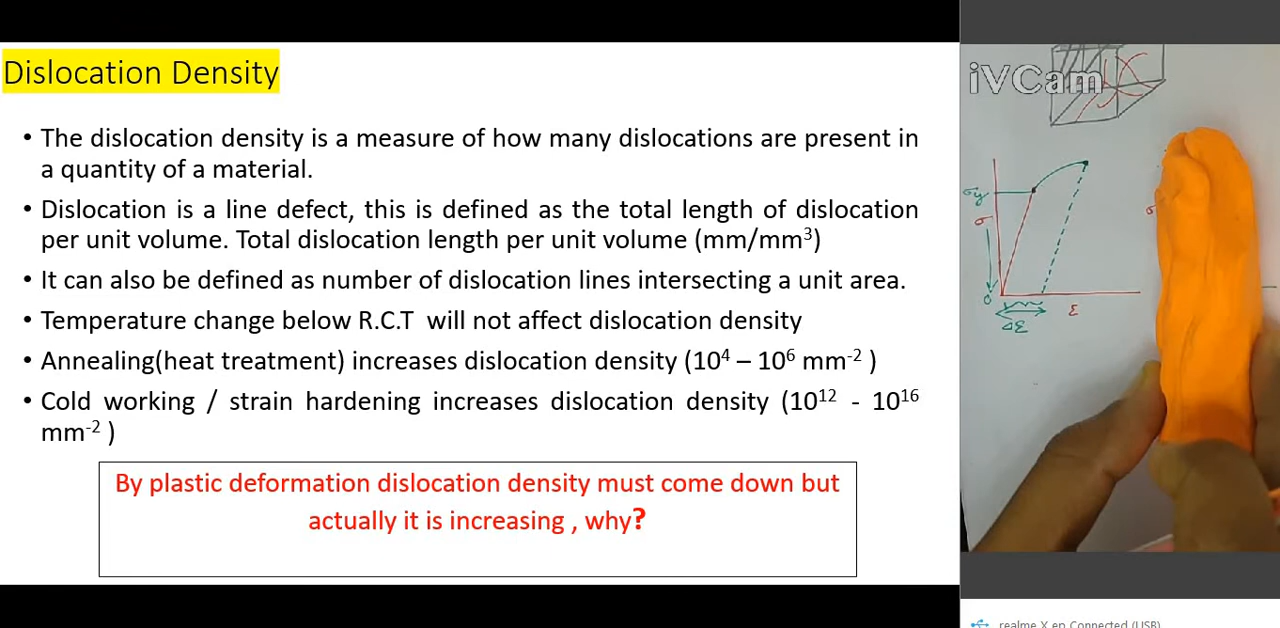 Dislocation Density
• The dislocation density is a measure of how many dislocations are present in
a quantity of a material.
• Dislocation is a line defect, this is defined as the total length of dislocation
per unit volume. Total dislocation length per unit volume (mm/mm³)
• It can also be defined as number of dislocation lines intersecting a unit area.
• Temperature change below R.C.T will not affect dislocation density
• Annealing(heat treatment) increases dislocation density (10⁴ – 10⁶ mm⁻² )
• Cold working / strain hardening increases dislocation density (10¹² - 10¹⁶
mm⁻² )
By plastic deformation dislocation density must come down but
actually it is increasing , why?
iVCam
σy
σ
σ
0
ε
Δε
realme X en Connected (USB)